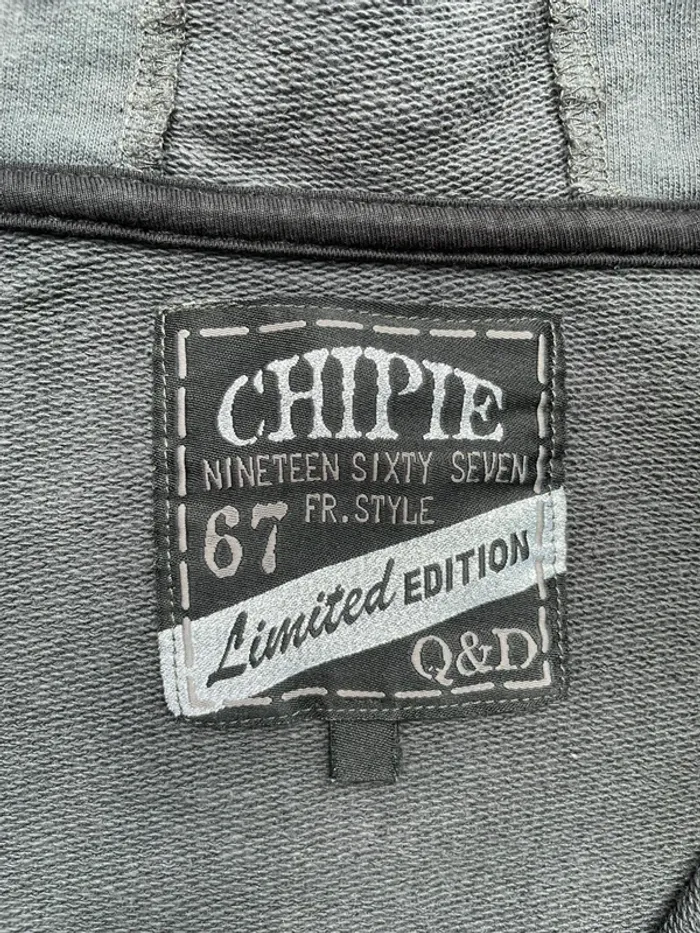 CHIPIE
NINETEEN SIXTY SEVEN
67 FR.STYLE
Limited EDITION
Q&D